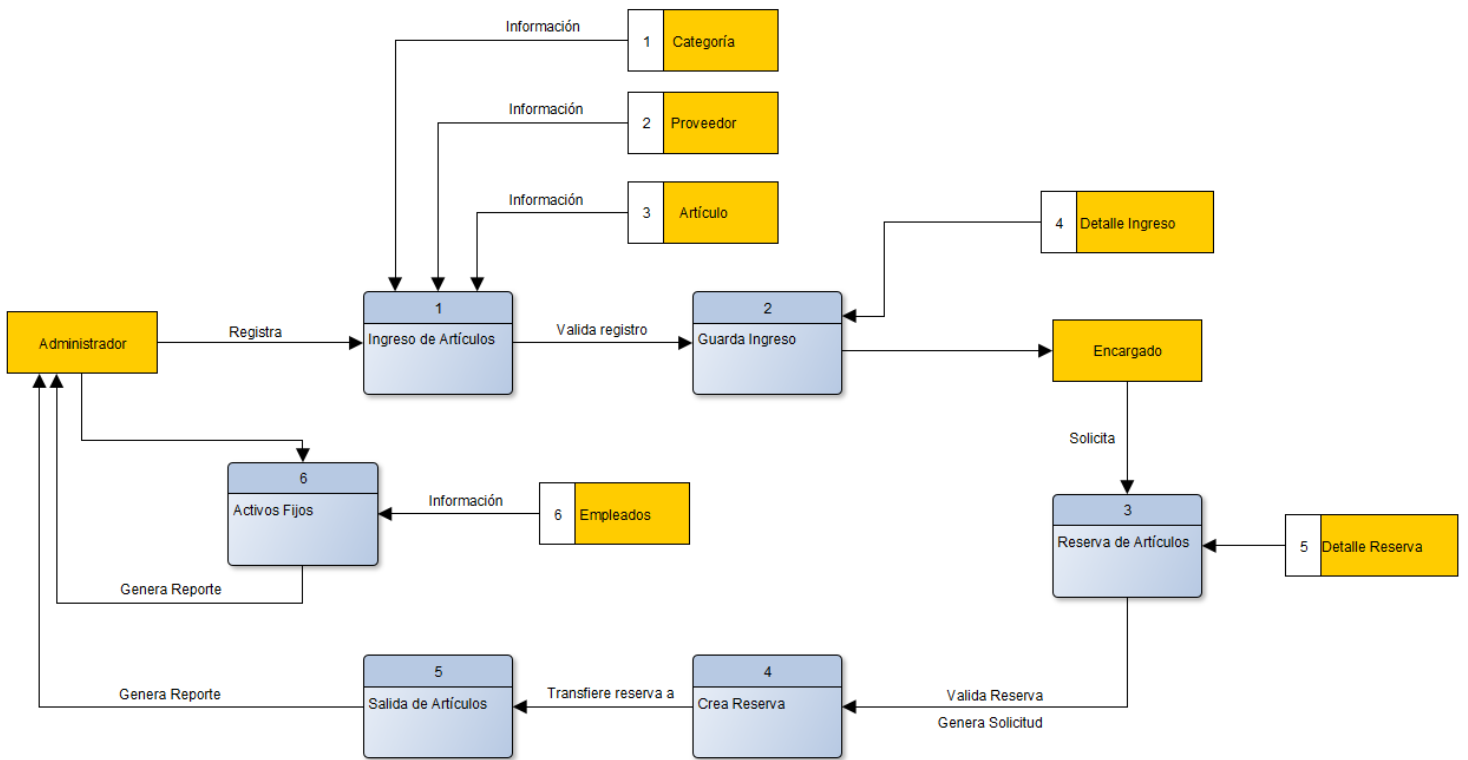 Información
1
Categoría
Información
2
Proveedor
Información
3
Artículo
4
Detalle Ingreso
1
Ingreso de Artículos
2
Guarda Ingreso
Administrador
Registra
Valida registro
Encargado
Solicita
6
Activos Fijos
Información
6
Empleados
3
Reserva de Artículos
5
Detalle Reserva
Genera Reporte
5
Salida de Artículos
4
Crea Reserva
Genera Reporte
Transfiere reserva a
Valida Reserva
Genera Solicitud